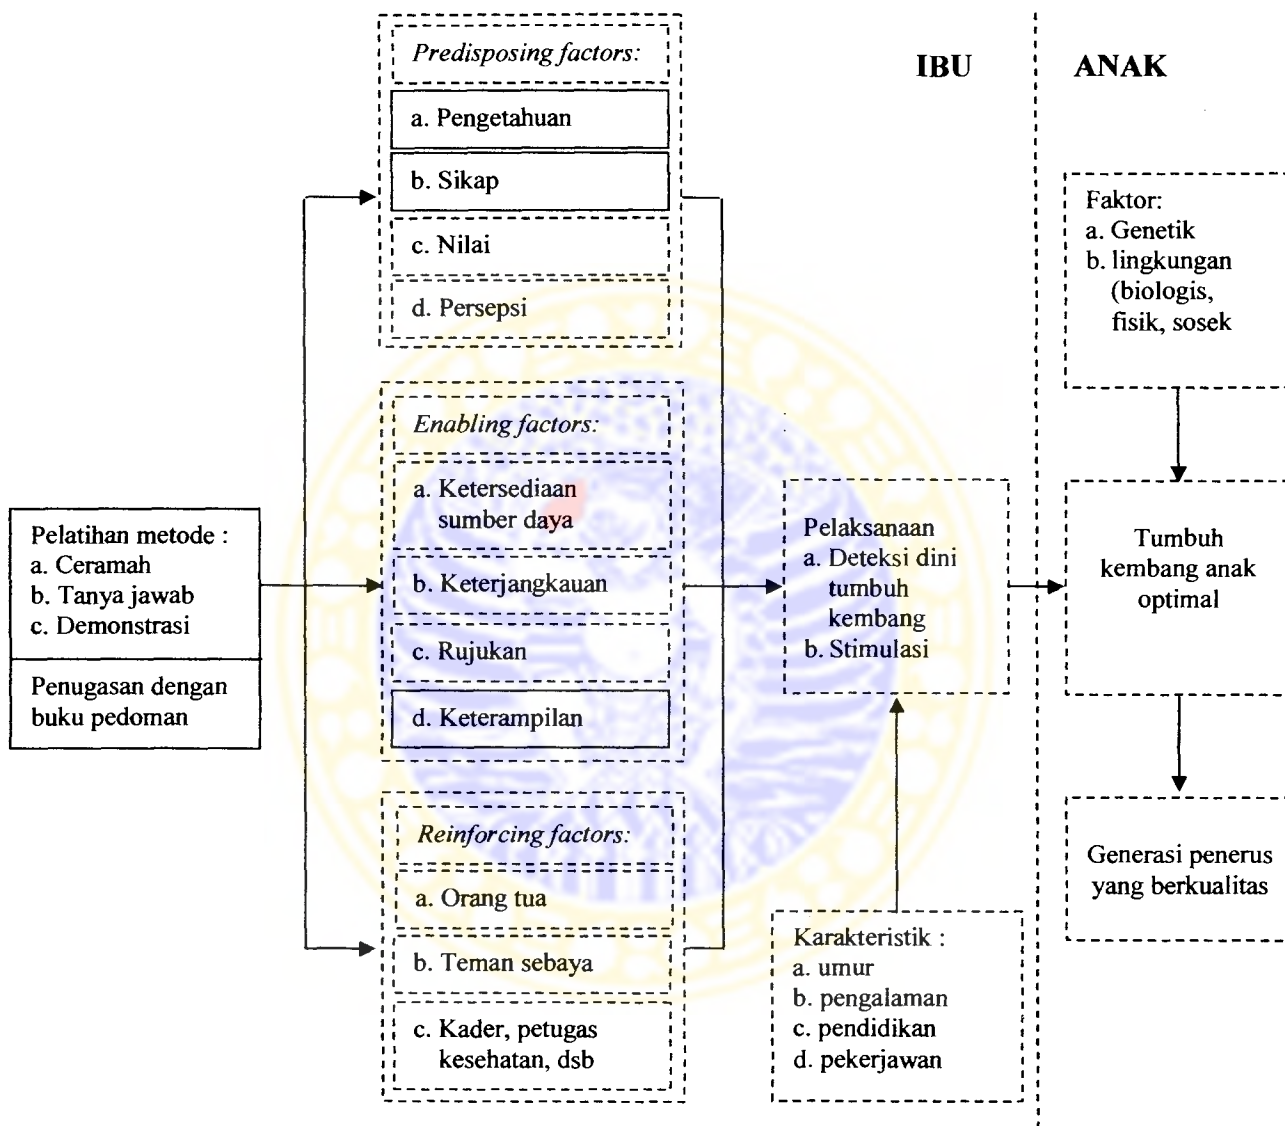 Predisposing factors:
a. Pengetahuan
b. Sikap
c. Nilai
d. Persepsi
IBU
ANAK
Faktor:
a. Genetik
b. lingkungan
(biologis,
fisik, sosek
Enabling factors:
a. Ketersediaan
sumber daya
b. Keterjangkauan
c. Rujukan
d. Keterampilan
Pelatihan metode :
a. Ceramah
b. Tanya jawab
c. Demonstrasi
Penugasan dengan
buku pedoman
Pelaksanaan
a. Deteksi dini
tumbuh
kembang
b. Stimulasi
Tumbuh
kembang anak
optimal
Reinforcing factors:
a. Orang tua
b. Teman sebaya
c. Kader, petugas
kesehatan, dsb
Karakteristik :
a. umur
b. pengalaman
c. pendidikan
d. pekerjawan
Generasi penerus
yang berkualitas